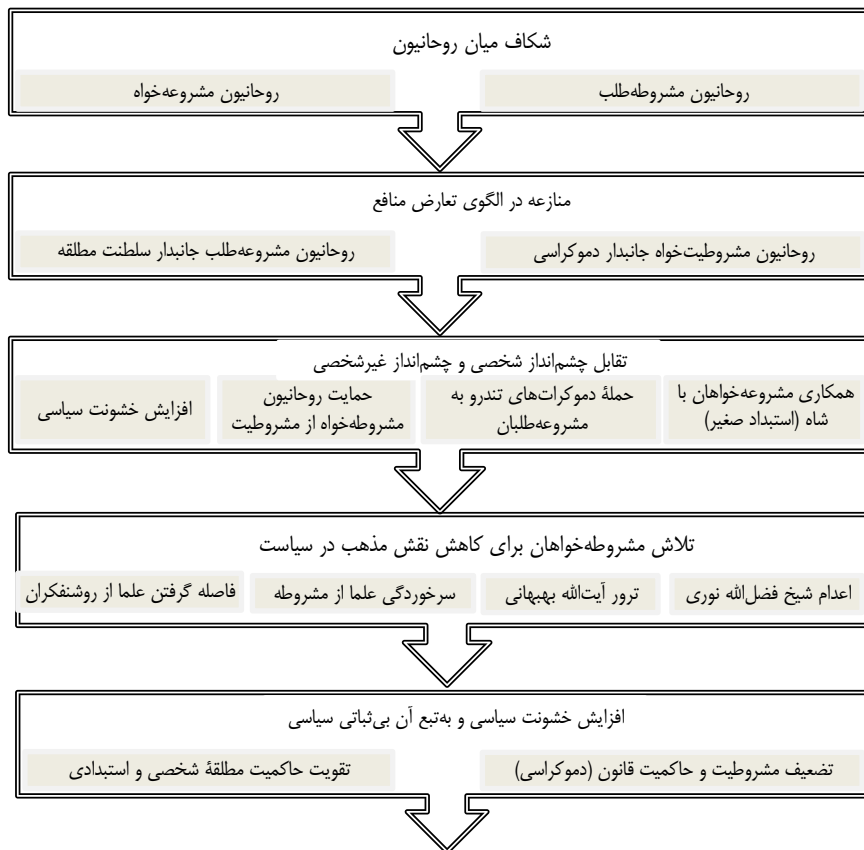 شکاف میان روحانیون
روحانیون مشروطه‌طلب
روحانیون مشروعه‌خواه
منازعه در الگوی تعارض منافع
روحانیون مشروطیت‌خواه جانبدار دموکراسی
روحانیون مشروعه‌طلب جانبدار سلطنت مطلقه
تقابل چشم‌انداز شخصی و چشم‌انداز غیرشخصی
همکاری مشروعه‌خواهان با
شاه (استبداد صغیر)
حملۀ دموکرات‌های تندرو به
مشروعه‌طلبان
حمایت روحانیون
مشروطه‌خواه از مشروطیت
افزایش خشونت سیاسی
تلاش مشروطه‌خواهان برای کاهش نقش مذهب در سیاست
اعدام شیخ فضل‌الله نوری
ترور آیت‌الله بهبهانی
سرخوردگی علما از مشروطه
فاصله گرفتن علما از روشنفکران
افزایش خشونت سیاسی و به‌تبع آن بی‌ثباتی سیاسی
تضعیف مشروطیت و حاکمیت قانون (دموکراسی)
تقویت حاکمیت مطلقۀ شخصی و استبدادی